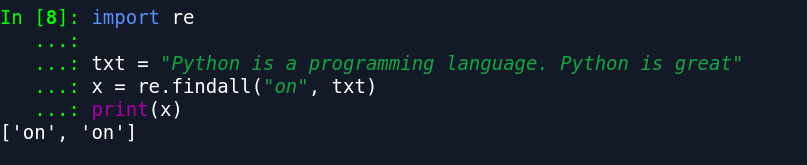 In [8]: import re
   ...:
   ...: txt = "Python is a programming language. Python is great"
   ...: x = re.findall("on", txt)
   ...: print(x)
['on', 'on']